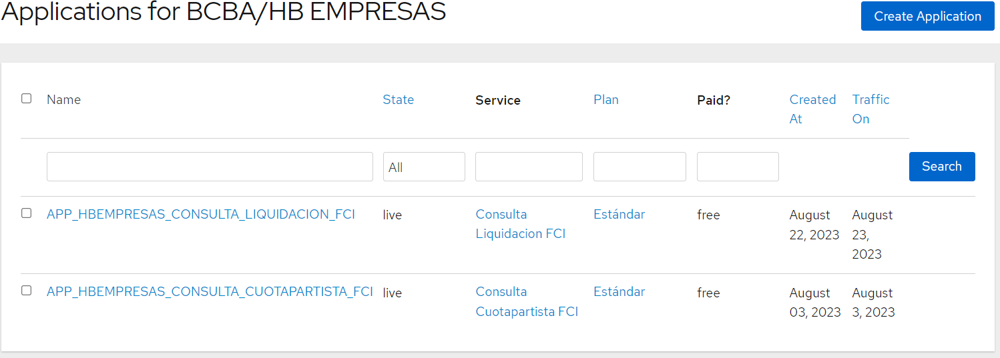 Applications for BCBA/HB EMPRESAS
Create Application
Name State Service Plan Paid? Created Traffic
At On
All Search
APP_HBEMPRESAS_CONSULTA_LIQUIDACION_FCI live Consulta Estándar free August August
Liquidacion FCI 22, 2023 23,
2023
APP_HBEMPRESAS_CONSULTA_CUOTAPARTISTA_FCI live Consulta Estándar free August August
Cuotapartista FCI 03, 2023 3, 2023